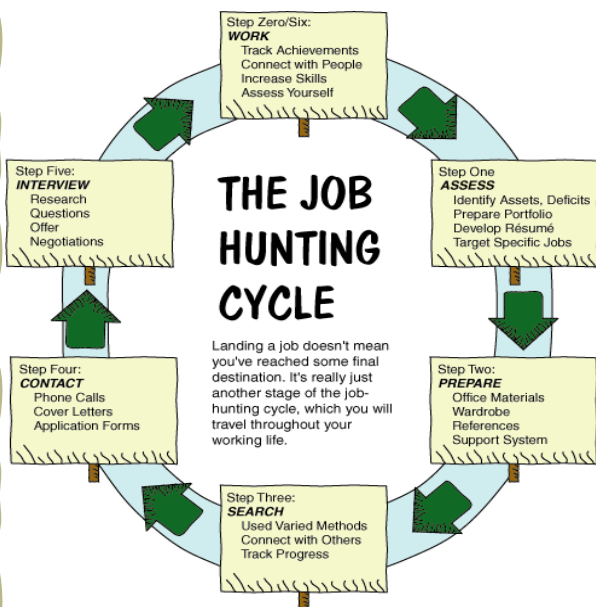 Step Zero/Six:
WORK
Track Achievements
Connect with People
Increase Skills
Assess Yourself
Step One
ASSESS
Identify Assets, Deficits
Prepare Portfolio
Develop Résumé
Target Specific Jobs
Step Two:
PREPARE
Office Materials
Wardrobe
References
Support System
Step Three:
SEARCH
Used Varied Methods
Connect with Others
Track Progress
Step Four:
CONTACT
Phone Calls
Cover Letters
Application Forms
Step Five:
INTERVIEW
Research
Questions
Offer
Negotiations
THE JOB
HUNTING
CYCLE
Landing a job doesn't mean
you've reached some final
destination. It's really just
another stage of the job-
hunting cycle, which you will
travel throughout your
working life.